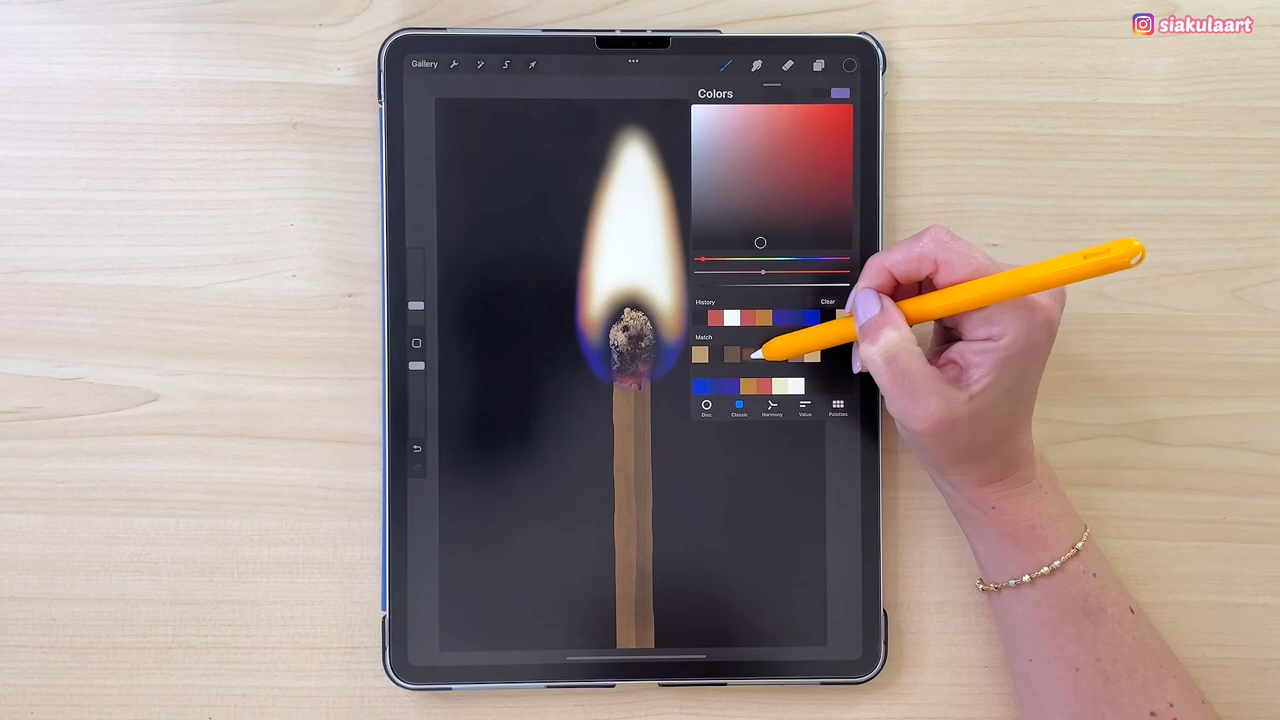 siakulaart
Gallery
Colors
History
Clear
Match
Disc
Classic
Harmony
Value
Palettes